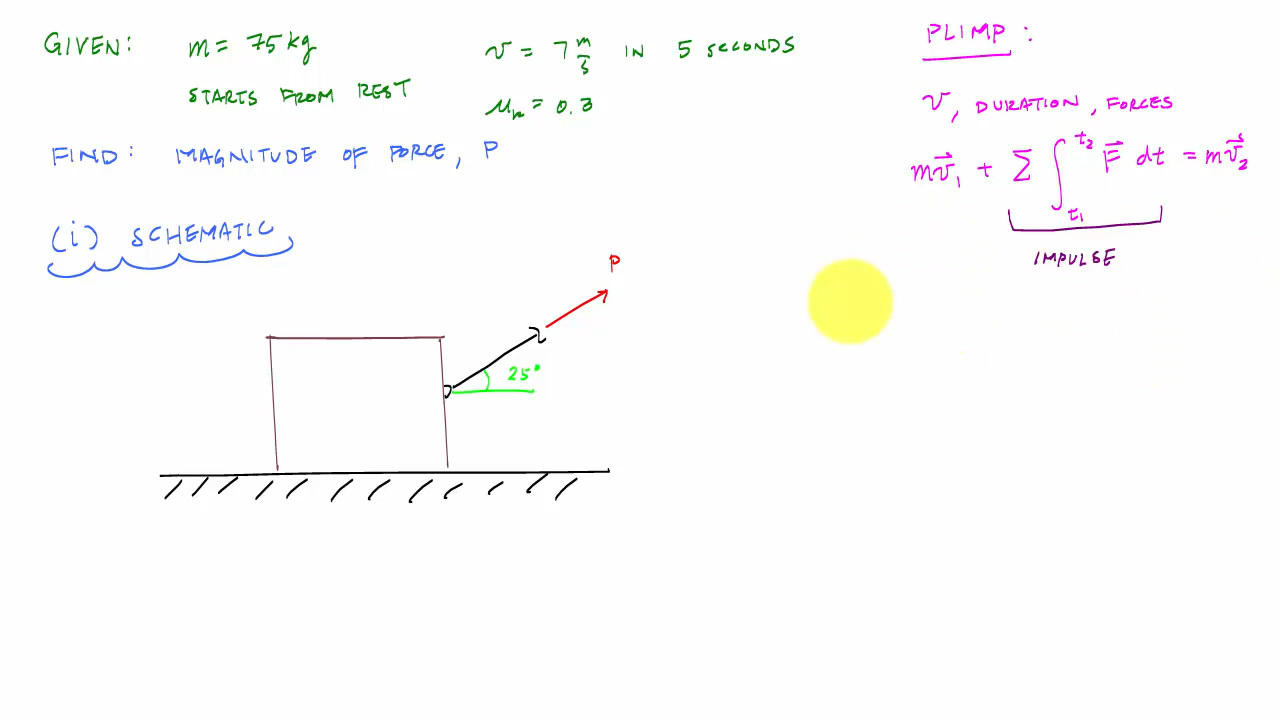 GIVEN: m = 75 kg
STARTS FROM REST
v = 7 m/s IN 5 SECONDS
μk = 0.3
FIND: MAGNITUDE OF FORCE, P
(i) SCHEMATIC
P
25°
PLIMP:
v, DURATION, FORCES
mv⃗₁ + Σ ∫t₁t₂ F⃗ dt = mv⃗₂
IMPULSE